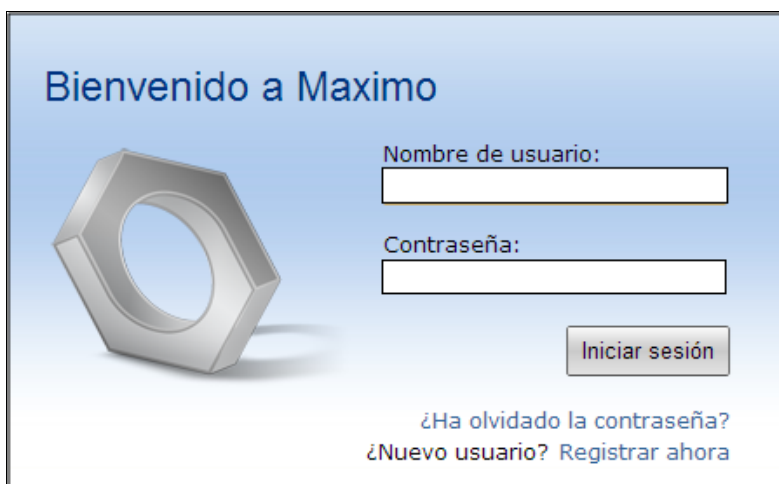 Bienvenido a Maximo
Nombre de usuario:
Contraseña:
Iniciar sesión
¿Ha olvidado la contraseña?
¿Nuevo usuario? Registrar ahora